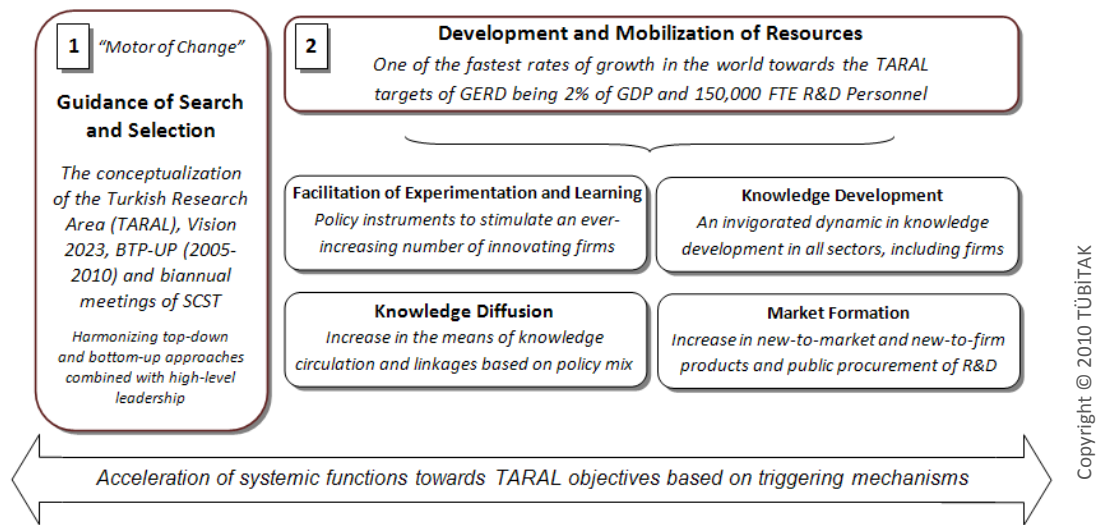 1 “Motor of Change”
Guidance of Search
and Selection
The conceptualization
of the Turkish Research
Area (TARAL), Vision
2023, BTP-UP (2005-
2010) and biannual
meetings of SCST
Harmonizing top-down
and bottom-up approaches
combined with high-level
leadership
2
Development and Mobilization of Resources
One of the fastest rates of growth in the world towards the TARAL
targets of GERD being 2% of GDP and 150,000 FTE R&D Personnel
Facilitation of Experimentation and Learning
Policy instruments to stimulate an ever-
increasing number of innovating firms
Knowledge Development
An invigorated dynamic in knowledge
development in all sectors, including firms
Knowledge Diffusion
Increase in the means of knowledge
circulation and linkages based on policy mix
Market Formation
Increase in new-to-market and new-to-firm
products and public procurement of R&D
Acceleration of systemic functions towards TARAL objectives based on triggering mechanisms
Copyright © 2010 TÜBİTAK